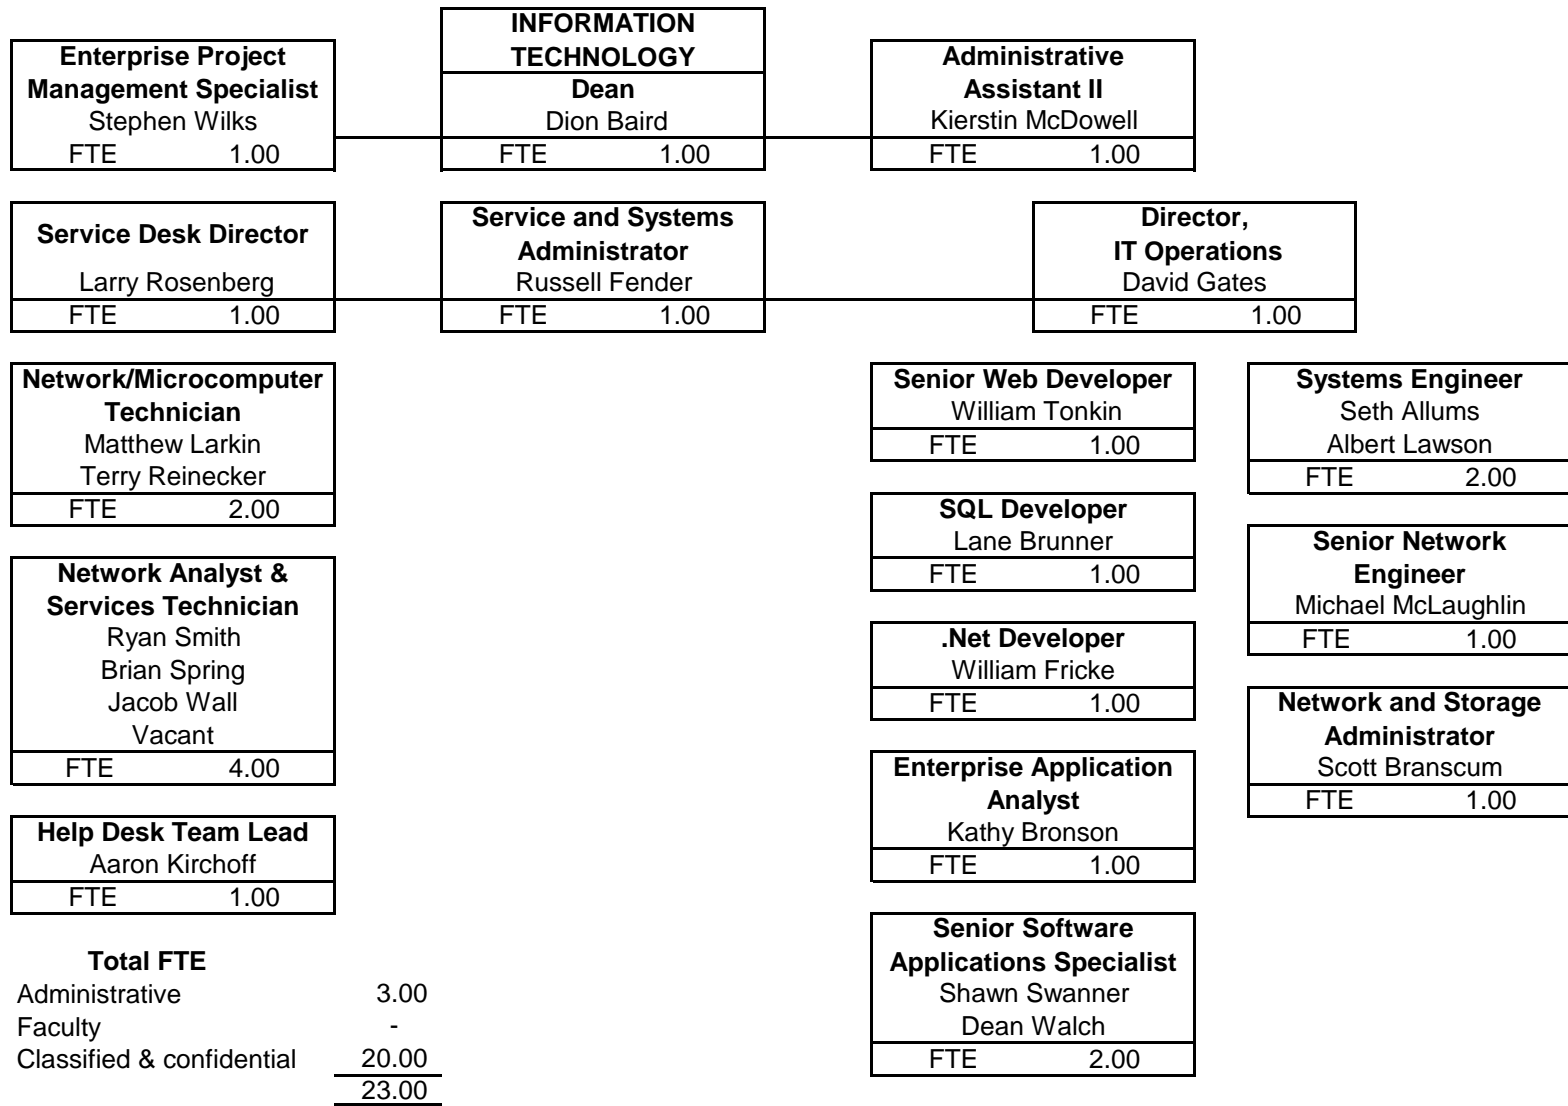 INFORMATION
TECHNOLOGY
Dean
Dion Baird
FTE 1.00
Enterprise Project
Management Specialist
Stephen Wilks
FTE 1.00
Administrative
Assistant II
Kierstin McDowell
FTE 1.00
Service Desk Director
Larry Rosenberg
FTE 1.00
Service and Systems
Administrator
Russell Fender
FTE 1.00
Director,
IT Operations
David Gates
FTE 1.00
Network/Microcomputer
Technician
Matthew Larkin
Terry Reinecker
FTE 2.00
Network Analyst &
Services Technician
Ryan Smith
Brian Spring
Jacob Wall
Vacant
FTE 4.00
Help Desk Team Lead
Aaron Kirchoff
FTE 1.00
Senior Web Developer
William Tonkin
FTE 1.00
SQL Developer
Lane Brunner
FTE 1.00
.Net Developer
William Fricke
FTE 1.00
Enterprise Application
Analyst
Kathy Bronson
FTE 1.00
Senior Software
Applications Specialist
Shawn Swanner
Dean Walch
FTE 2.00
Systems Engineer
Seth Allums
Albert Lawson
FTE 2.00
Senior Network
Engineer
Michael McLaughlin
FTE 1.00
Network and Storage
Administrator
Scott Branscum
FTE 1.00
Total FTE
Administrative 3.00
Faculty -
Classified & confidential 20.00
23.00